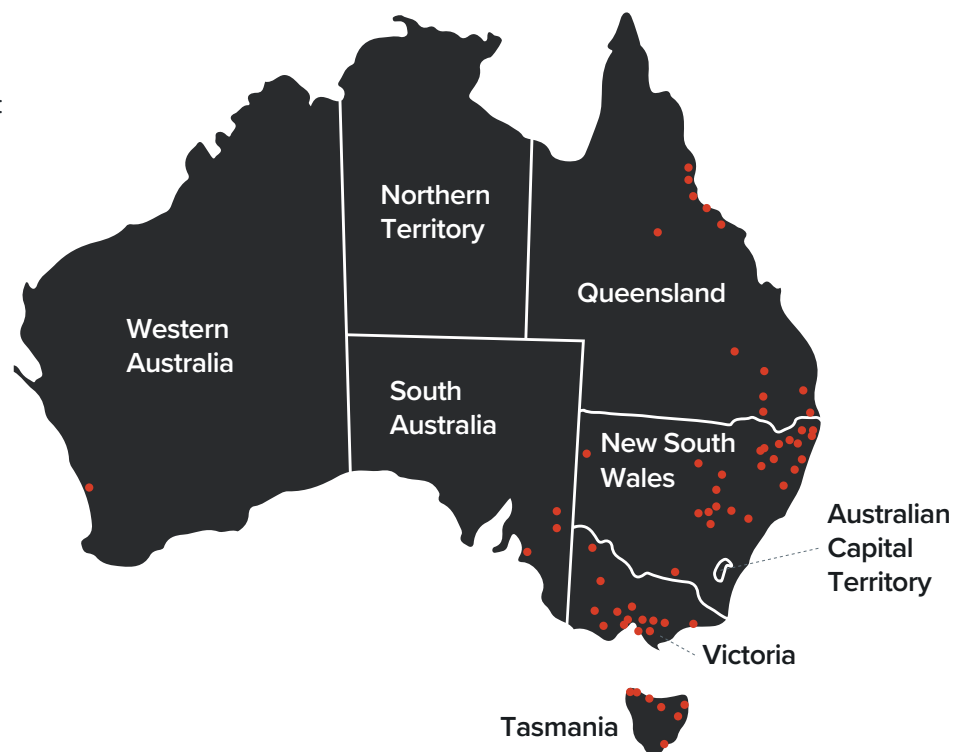 Northern
Territory
Queensland
Western
Australia
South
Australia
New South
Wales
Australian
Capital
Territory
Victoria
Tasmania